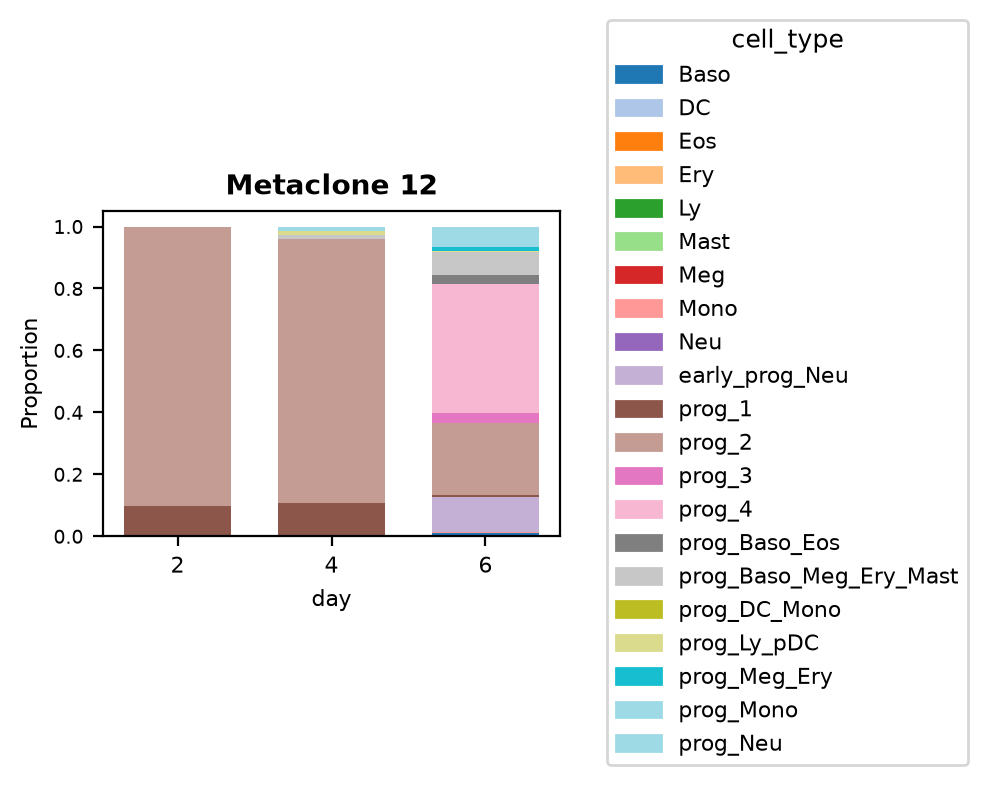 Metaclone 12
Proportion
1.0
0.8
0.6
0.4
0.2
0.0
2 4 6
day
cell_type
Baso
DC
Eos
Ery
Ly
Mast
Meg
Mono
Neu
early_prog_Neu
prog_1
prog_2
prog_3
prog_4
prog_Baso_Eos
prog_Baso_Meg_Ery_Mast
prog_DC_Mono
prog_Ly_pDC
prog_Meg_Ery
prog_Mono
prog_Neu